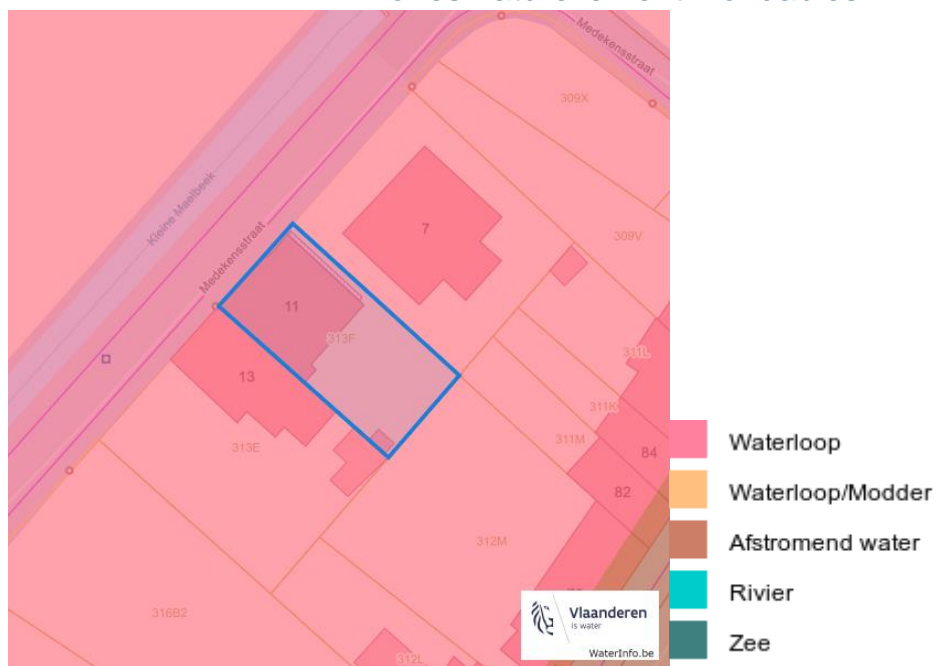 Medekensstraat
309X
Kleine Maelbeek
7
309V
Medekensstraat
11
313F
311L
13
311K
84
313E
311M
82
312M
316B2
312L
Vlaanderen
is water
WaterInfo.be
Waterloop
Waterloop/Modder
Afstromend water
Rivier
Zee